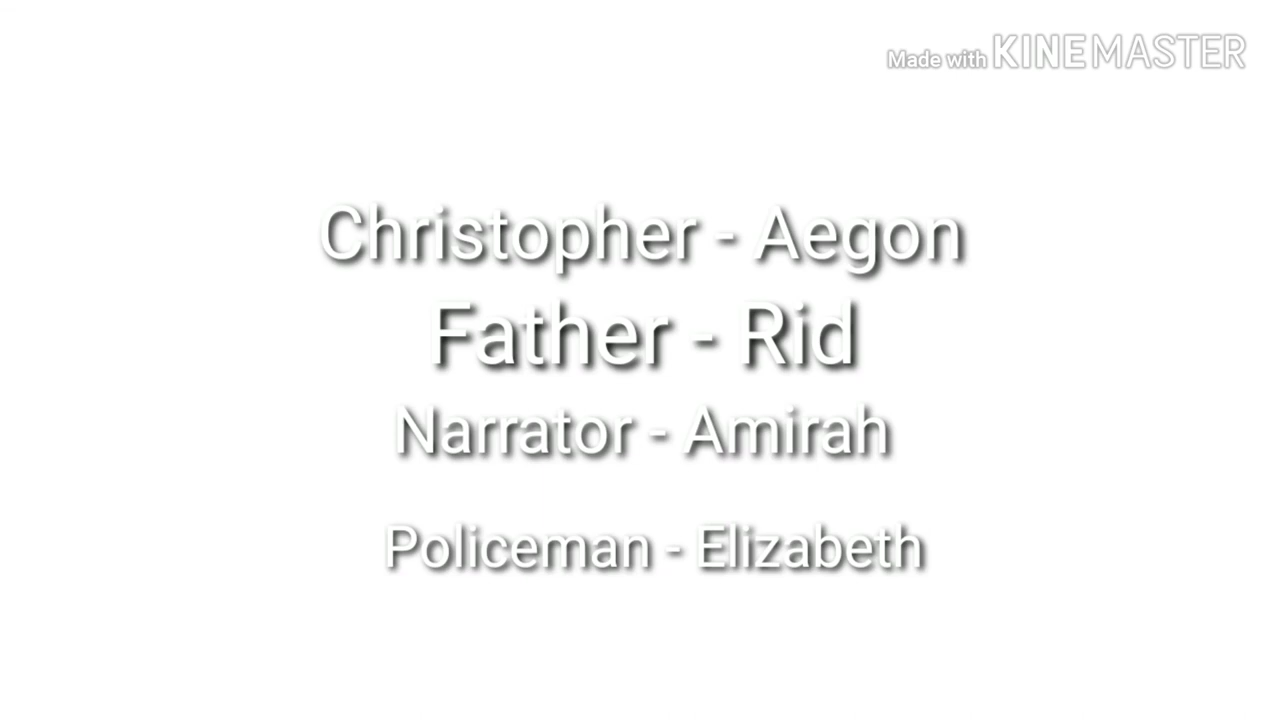 Made with KINEMASTER
Christopher - Aegon
Father - Rid
Narrator - Amirah
Policeman - Elizabeth